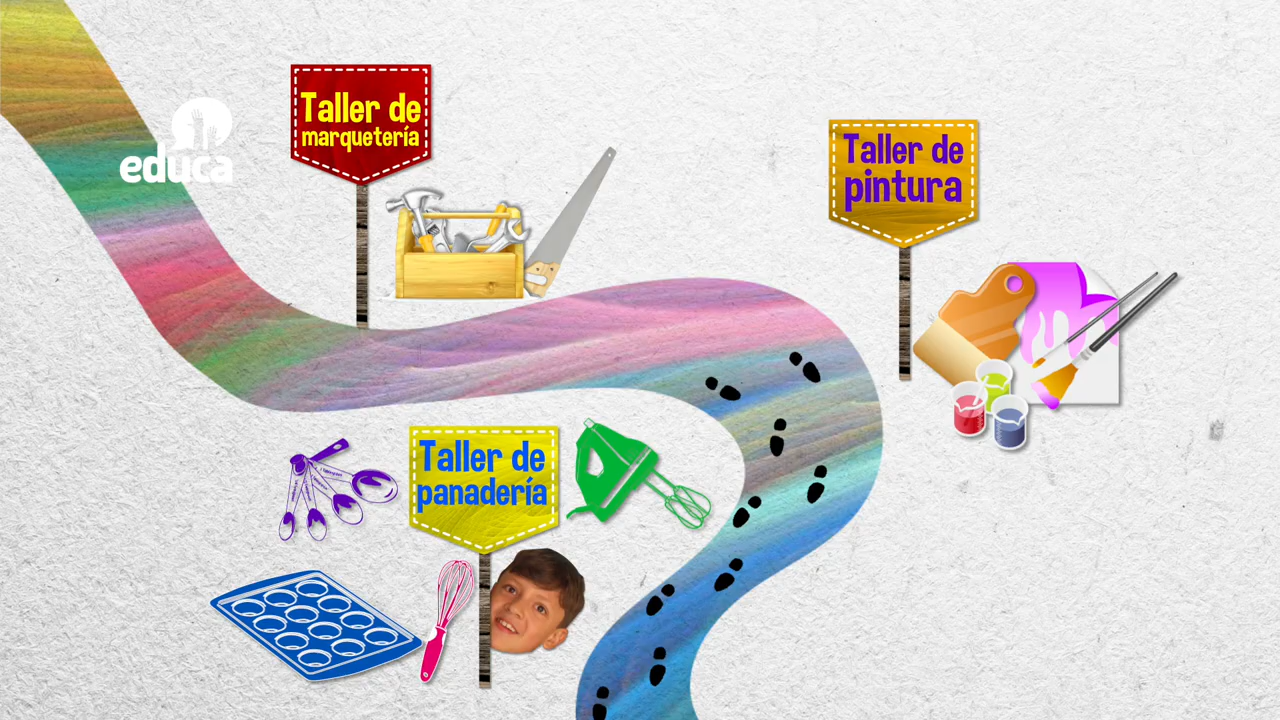 educa
Taller de
marquetería
Taller de
pintura
Taller de
panadería